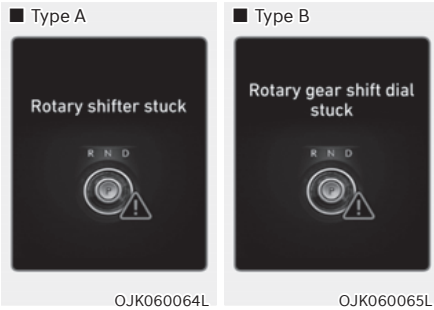 ■ Type A
Rotary shifter stuck
R N D
P
OJK060064L
■ Type B
Rotary gear shift dial
stuck
R N D
P
OJK060065L